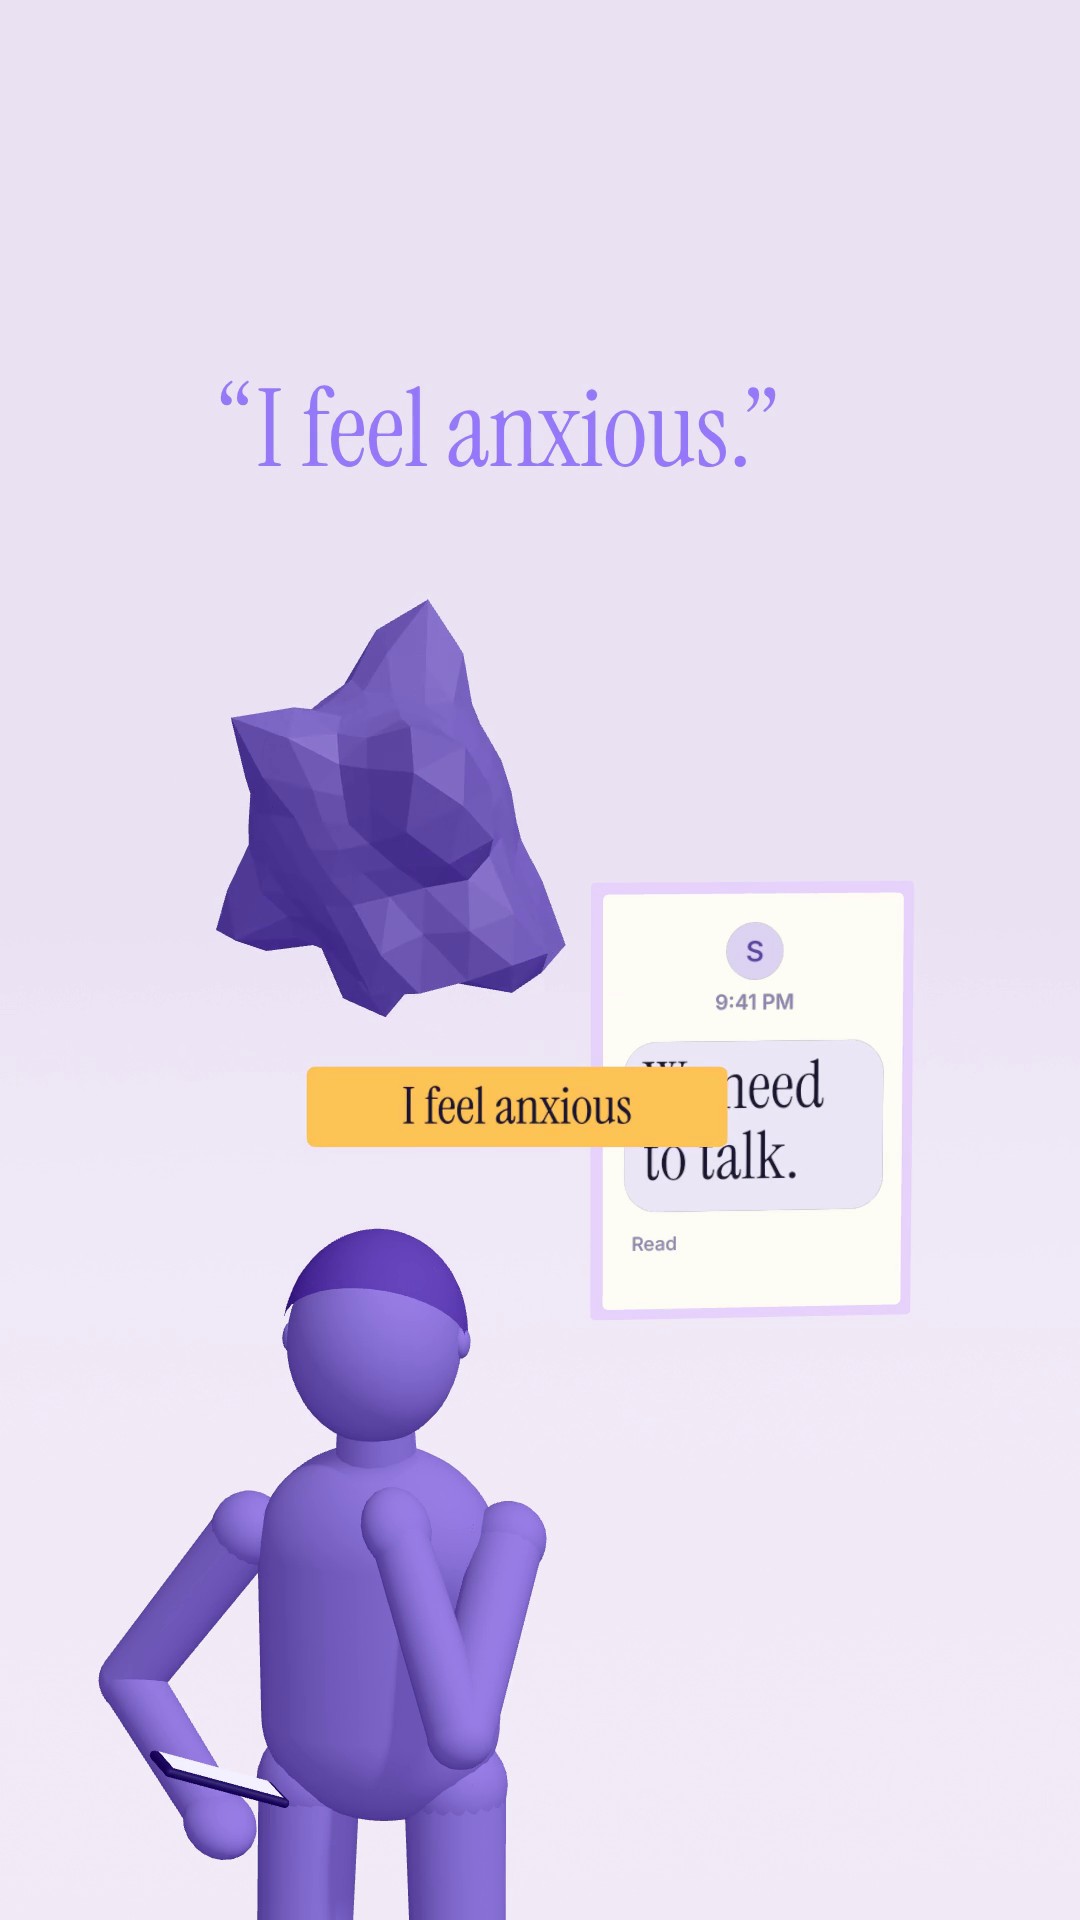 “I feel anxious.”
S
9:41 PM
need
to talk.
I feel anxious
Read